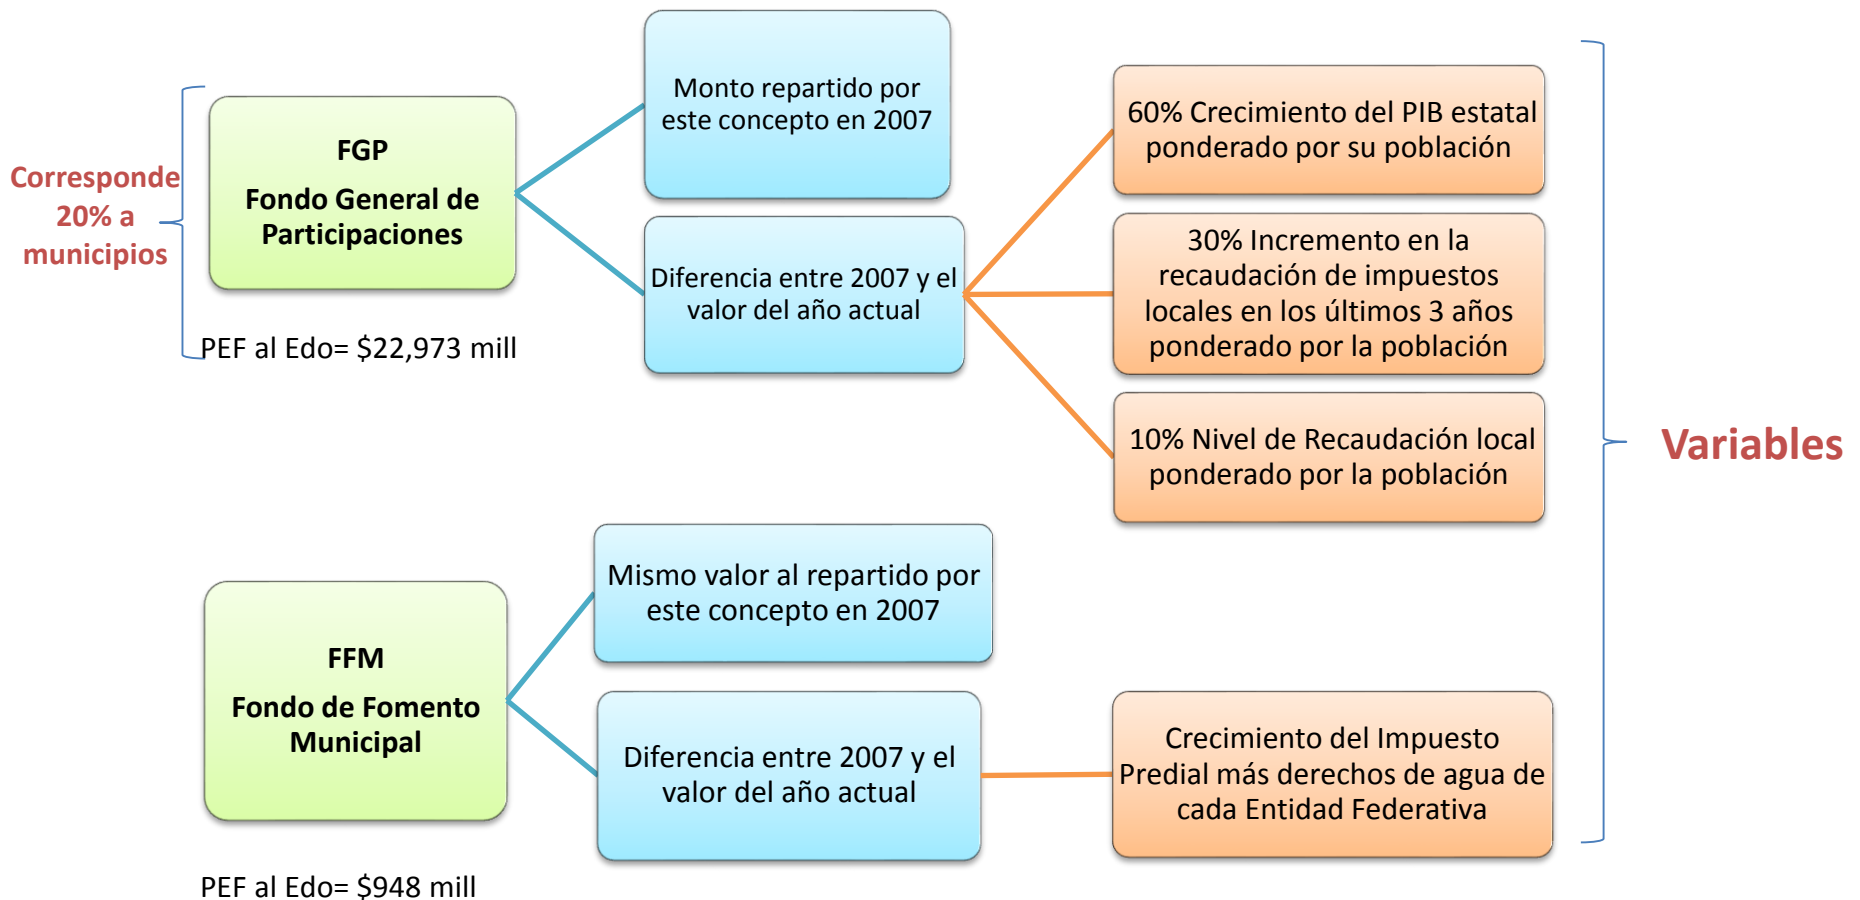 Corresponde
20% a
municipios
FGP
Fondo General de
Participaciones
PEF al Edo= $22,973 mill
Monto repartido por
este concepto en 2007
Diferencia entre 2007 y el
valor del año actual
60% Crecimiento del PIB estatal
ponderado por su población
30% Incremento en la
recaudación de impuestos
locales en los últimos 3 años
ponderado por la población
10% Nivel de Recaudación local
ponderado por la población
Variables
FFM
Fondo de Fomento
Municipal
PEF al Edo= $948 mill
Mismo valor al repartido por
este concepto en 2007
Diferencia entre 2007 y el
valor del año actual
Crecimiento del Impuesto
Predial más derechos de agua de
cada Entidad Federativa